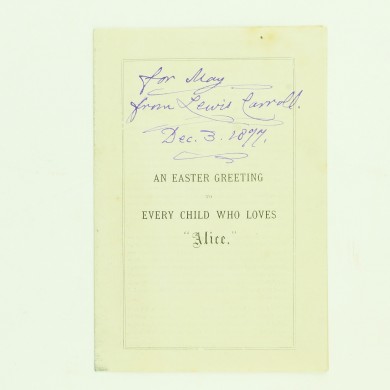 for May
from Lewis Carroll.
Dec. 3. 1877.
AN EASTER GREETING
TO
EVERY CHILD WHO LOVES
"Alice."